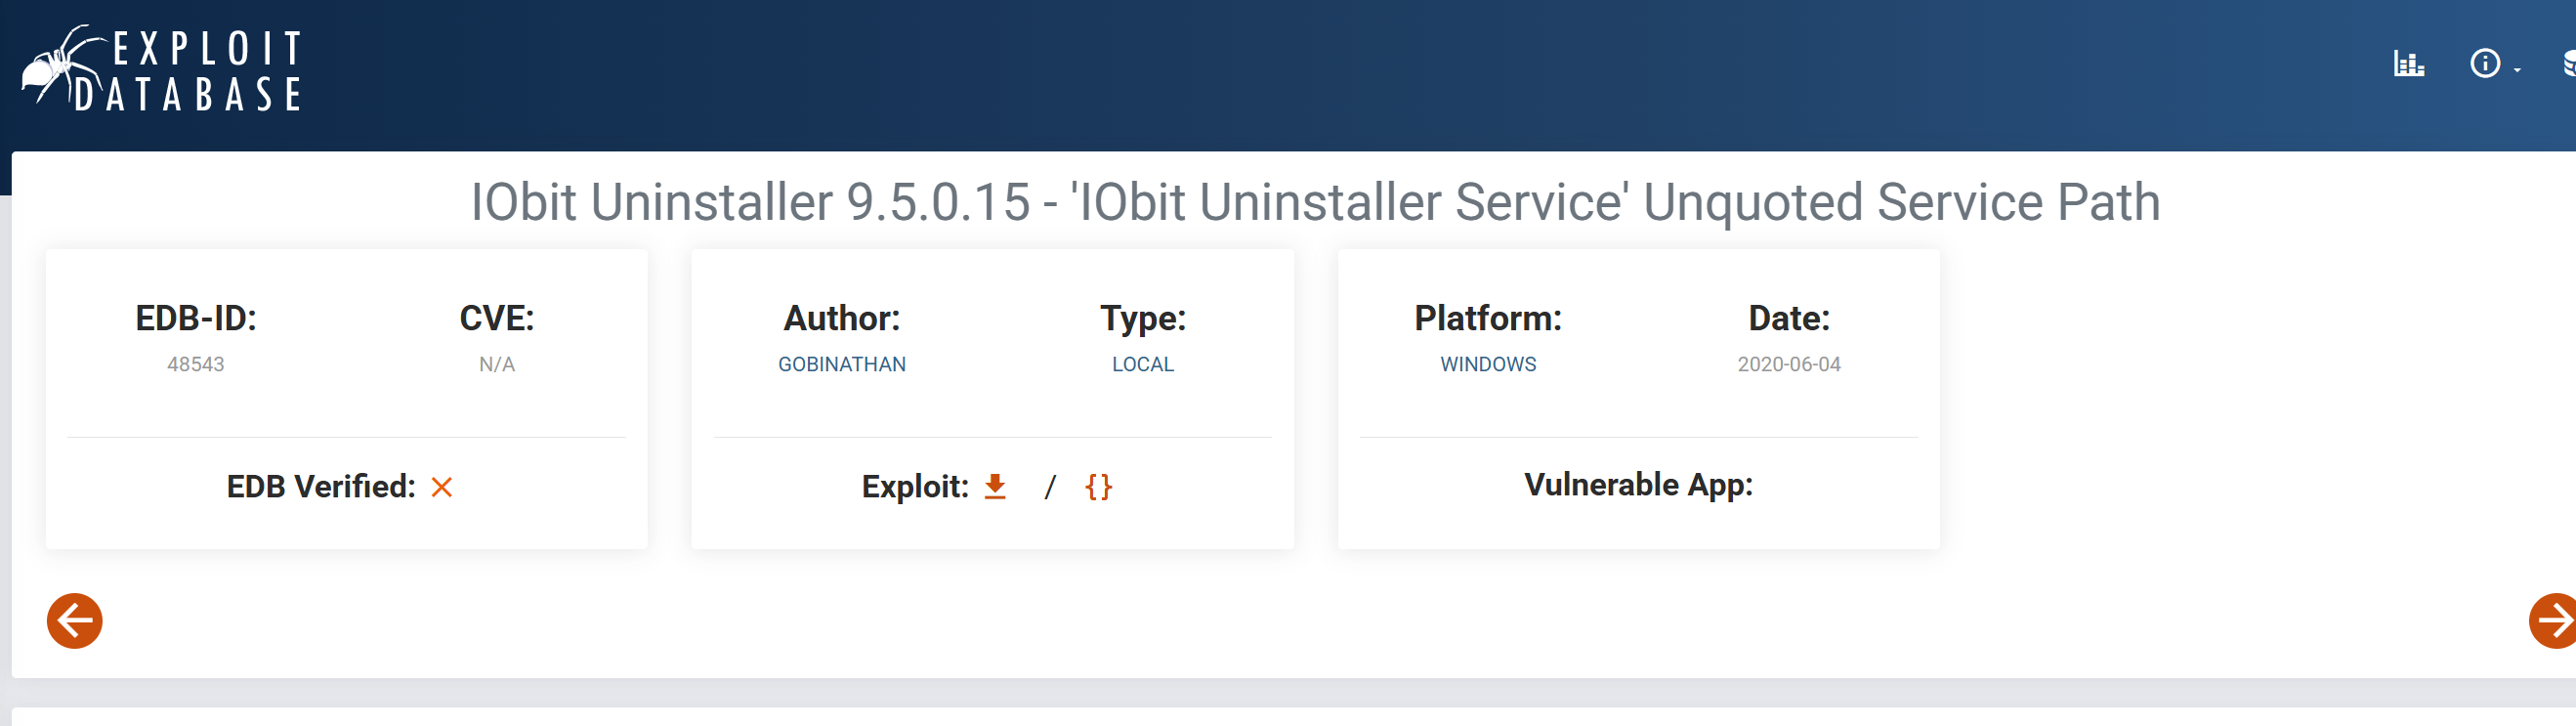 EXPLOIT
DATABASE
IObit Uninstaller 9.5.0.15 - 'IObit Uninstaller Service' Unquoted Service Path
EDB-ID: CVE:
48543 N/A
EDB Verified:
Author: Type:
GOBINATHAN LOCAL
Exploit: / {}
Platform: Date:
WINDOWS 2020-06-04
Vulnerable App: